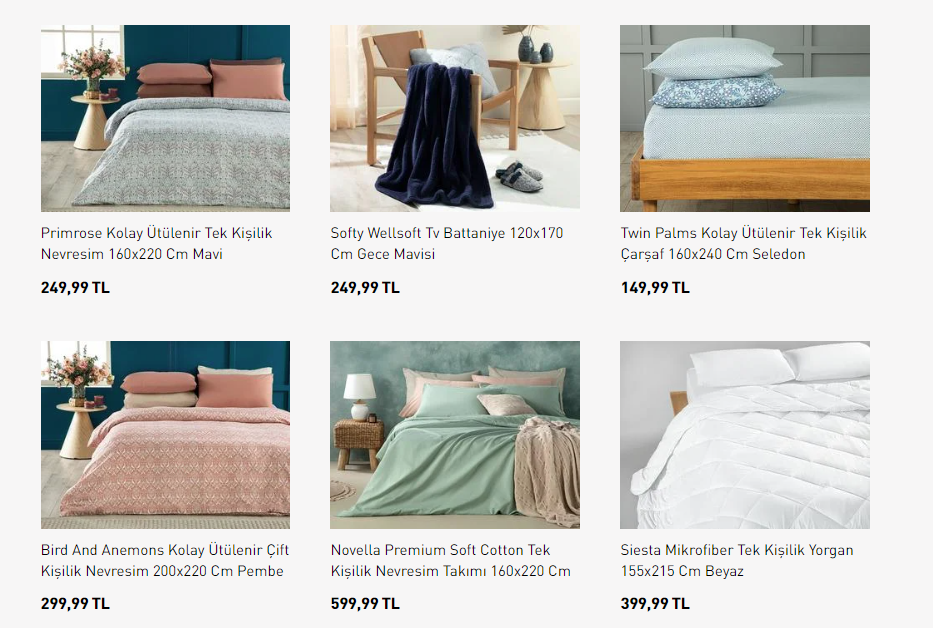 Primrose Kolay Ütülenir Tek Kişilik
Nevresim 160x220 Cm Mavi
249,99 TL
Softy Wellsoft Tv Battaniye 120x170
Cm Gece Mavisi
249,99 TL
Twin Palms Kolay Ütülenir Tek Kişilik
Çarşaf 160x240 Cm Seledon
149,99 TL
Bird And Anemons Kolay Ütülenir Çift
Kişilik Nevresim 200x220 Cm Pembe
299,99 TL
Novella Premium Soft Cotton Tek
Kişilik Nevresim Takımı 160x220 Cm
599,99 TL
Siesta Mikrofiber Tek Kişilik Yorgan
155x215 Cm Beyaz
399,99 TL